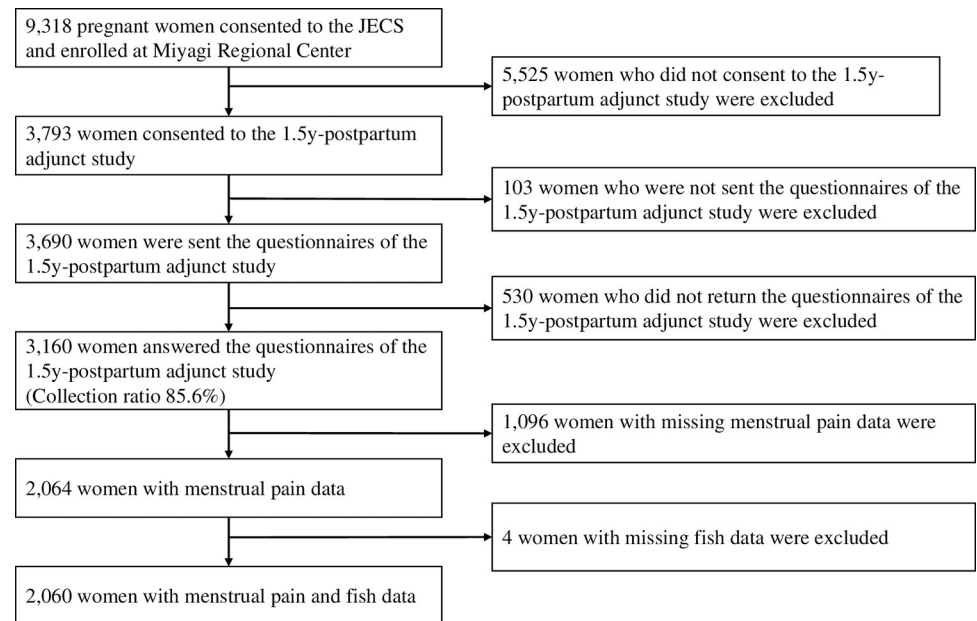 9,318 pregnant women consented to the JECS
and enrolled at Miyagi Regional Center
5,525 women who did not consent to the 1.5y-
postpartum adjunct study were excluded
3,793 women consented to the 1.5y-postpartum
adjunct study
103 women who were not sent the questionnaires of the
1.5y-postpartum adjunct study were excluded
3,690 women were sent the questionnaires of the
1.5y-postpartum adjunct study
530 women who did not return the questionnaires of the
1.5y-postpartum adjunct study were excluded
3,160 women answered the questionnaires of the
1.5y-postpartum adjunct study
(Collection ratio 85.6%)
1,096 women with missing menstrual pain data were
excluded
2,064 women with menstrual pain data
4 women with missing fish data were excluded
2,060 women with menstrual pain and fish data